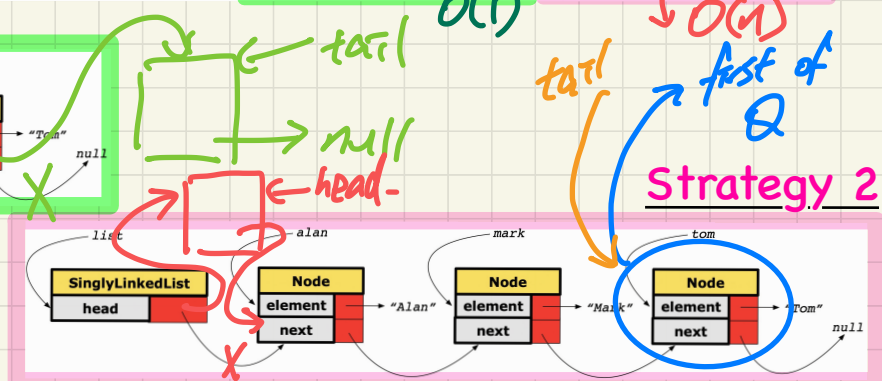 O(1)
O(n)
tail
tail
first of
Q
"Tom"
null
null
head
Strategy 2
list
alan
mark
tom
SinglyLinkedList
head
Node
element
next
"Alan"
Node
element
next
"Mark"
Node
element
next
"Tom"
null
X
X